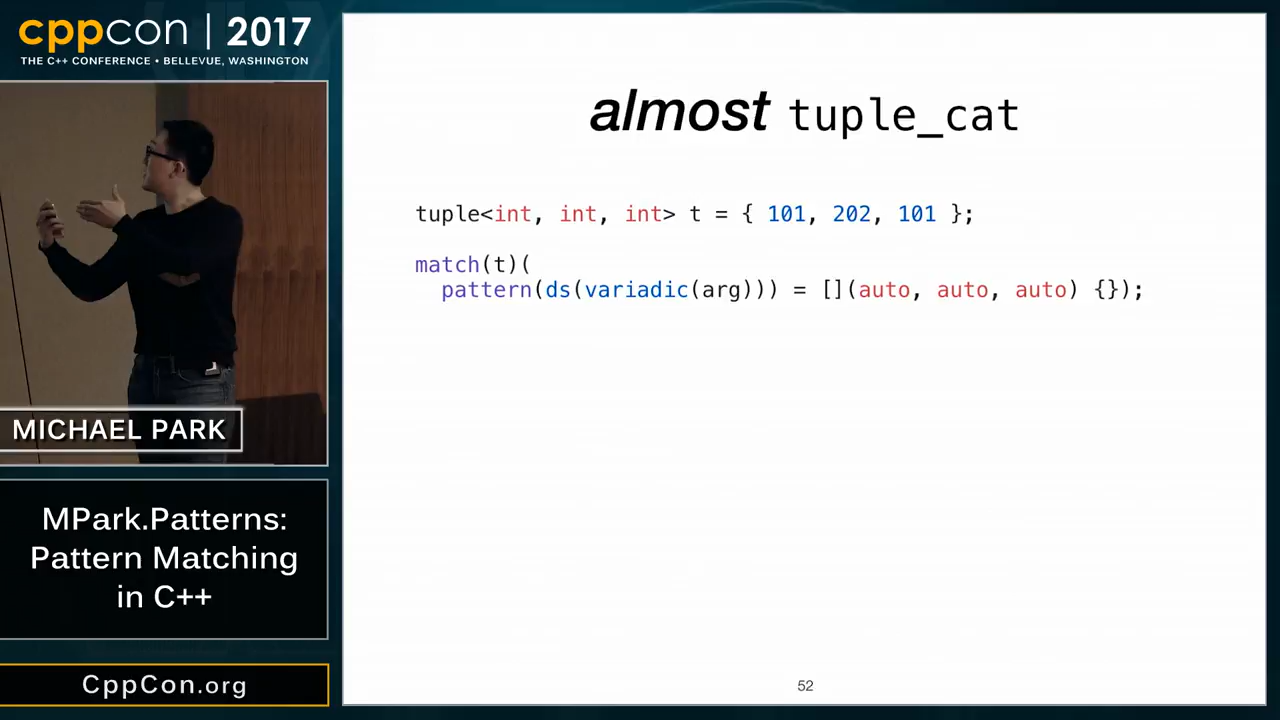 cppcon | 2017
THE C++ CONFERENCE • BELLEVUE, WASHINGTON
MICHAEL PARK
MPark.Patterns:
Pattern Matching
in C++
CppCon.org
almost tuple_cat
tuple<int, int, int> t = { 101, 202, 101 };
match(t)(
pattern(ds(variadic(arg))) = [](auto, auto, auto) {});
52